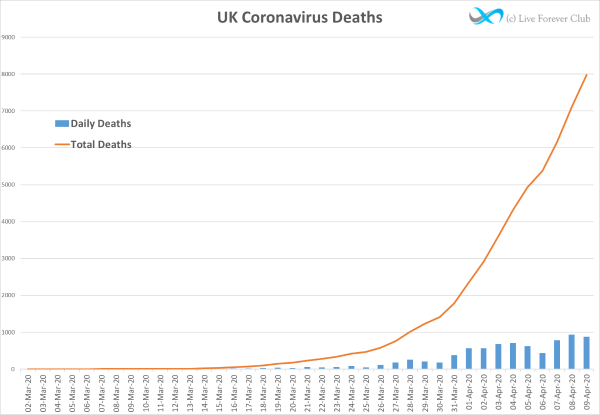 UK Coronavirus Deaths
(c) Live Forever Club
9000
8000
7000
6000
5000
4000
3000
2000
1000
0
Daily Deaths
Total Deaths
02-Mar-20
03-Mar-20
04-Mar-20
05-Mar-20
06-Mar-20
07-Mar-20
08-Mar-20
09-Mar-20
10-Mar-20
11-Mar-20
12-Mar-20
13-Mar-20
14-Mar-20
15-Mar-20
16-Mar-20
17-Mar-20
18-Mar-20
19-Mar-20
20-Mar-20
21-Mar-20
22-Mar-20
23-Mar-20
24-Mar-20
25-Mar-20
26-Mar-20
27-Mar-20
28-Mar-20
29-Mar-20
30-Mar-20
31-Mar-20
01-Apr-20
02-Apr-20
03-Apr-20
04-Apr-20
05-Apr-20
06-Apr-20
07-Apr-20
08-Apr-20
09-Apr-20